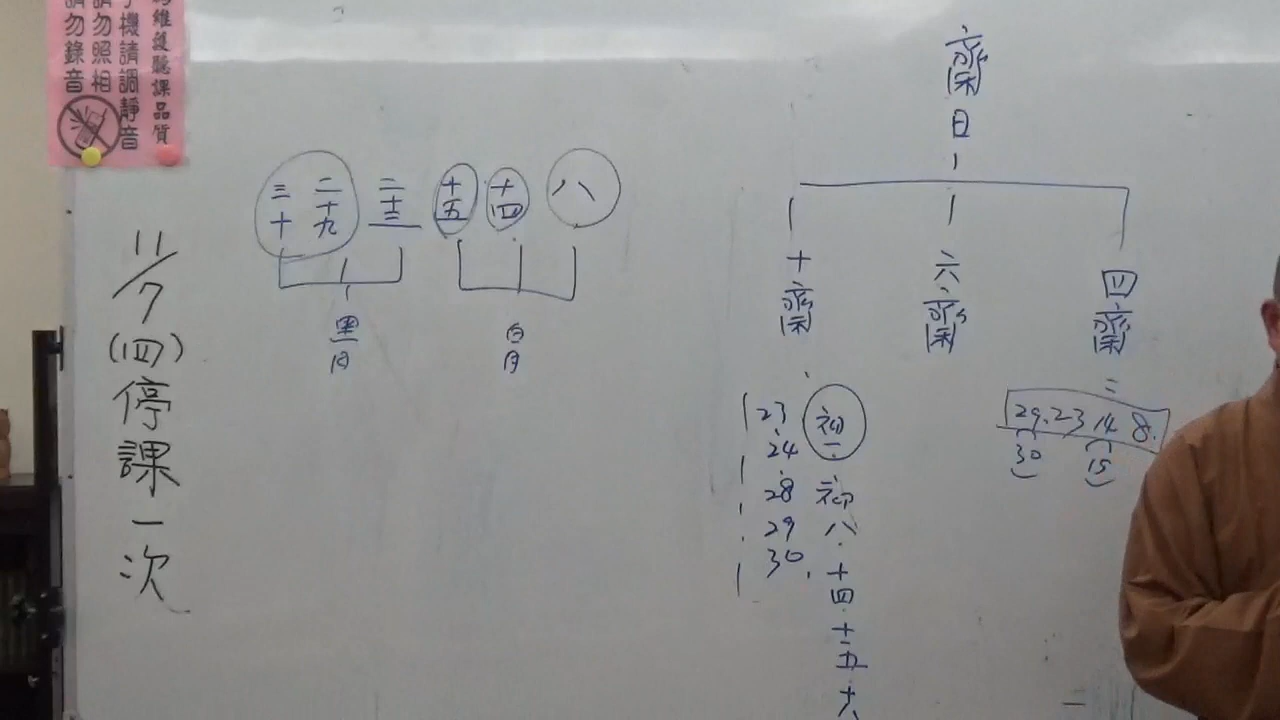 維護聽課品質
機請調靜音
請勿照相
請勿錄音
11/7(四)停課一次
齋日
四齋
29.23 14 8.
30 15
六齋
十齋
初一
初八
十四
十五
十八
23
24
28
29
30
八
十四
十五
二十三
二十九
三十
白月
黑月